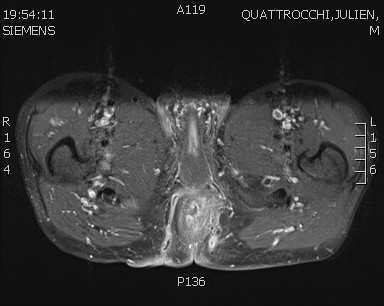 19:54:11
SIEMENS
A119
QUATTROCCHI,JULIEN,
M
R
1
6
4
L
1
5
6
P136